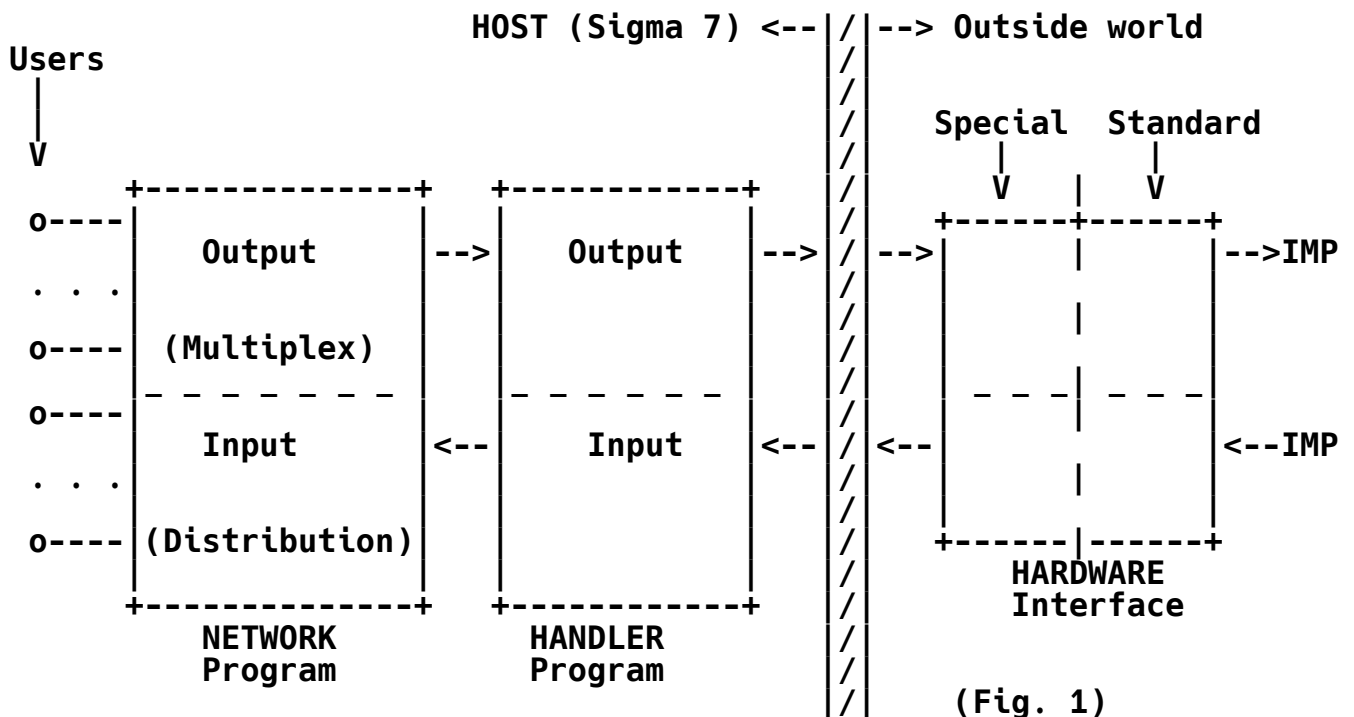 HOST (Sigma 7) <--|/|--> Outside world
Users |/|
| |/|
| |/| Special Standard
V |/| | |
+--------------+ +------------+ |/| V | V
o----| | | | |/| +------+------+
| Output |-->| Output |-->|/|-->| | |-->IMP
. . .| | | | |/| | |
| | | | |/| | | |
o----| (Multiplex) | | | |/| | |
| | | | |/| | | |
|_ _ _ _ _ _ _ | |_ _ _ _ _ _ | |/| | _ _ _| _ _ _|
o----| | | | |/| | | |
| Input |<--| Input |<--|/|<--| |<--IMP
. . .| | | | |/| | | |
| | | | |/| | |
o----|(Distribution)| | | |/| +------|------+
| | | | |/| HARDWARE
+--------------+ +------------+ |/| Interface
NETWORK HANDLER |/|
Program Program |/|
|/| (Fig. 1)